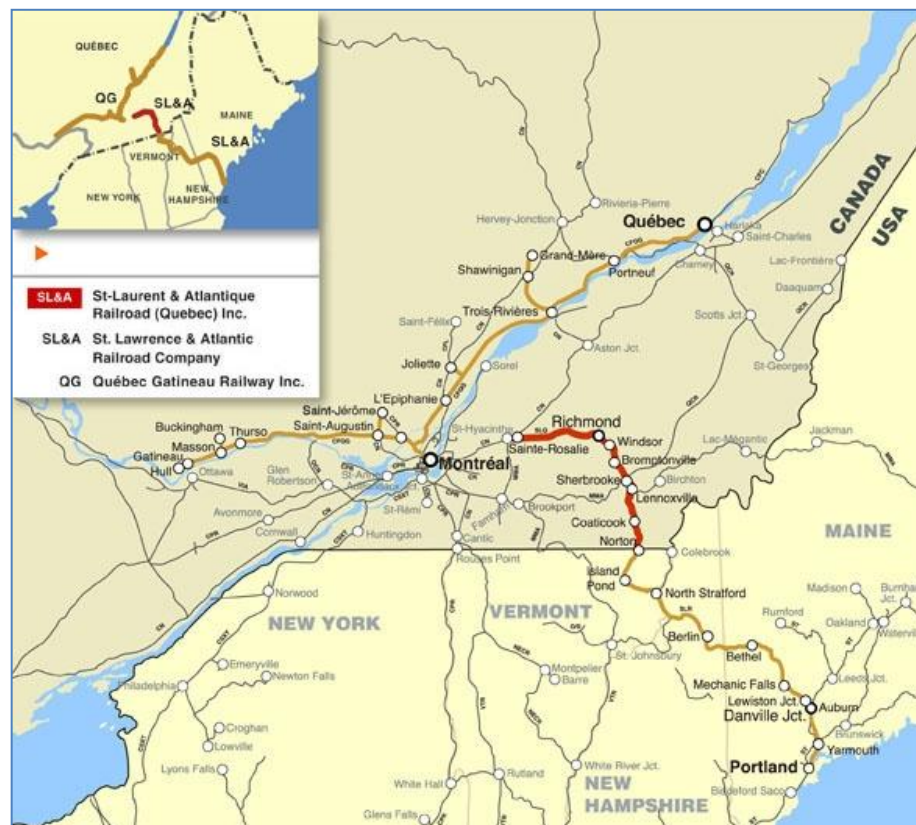 QUÉBEC
QG
SL&A
MAINE
SL&A
VERMONT
NEW YORK
NEW
HAMPSHIRE
SL&A St-Laurent & Atlantique
Railroad (Quebec) Inc.
SL&A St. Lawrence & Atlantic
Railroad Company
QG Québec Gatineau Railway Inc.
CANADA
USA
Rivieria-Pierre
Hervey-Jonction
Québec
Harlaka
Saint-Charles
Charney
Lac-Frontière
Daaquam
Grand-Mère
Shawinigan
Portneuf
Trois-Rivières
Scotts Jct
St-Georges
Saint-Félix
Aston Jct.
Joliette
Sorel
L'Epiphanie
Saint-Jérôme
Saint-Augustin
Buckingham
Thurso
Masson
Gatineau
Hull
Ottawa
St-Hyacinthe
Richmond
Sainte-Rosalie
Windsor
Bromptonville
Lac-Mégantic
Jackman
Montréal
Sherbrooke
Birchton
Lennoxville
Glen
Robertson
Avonmore
Cornwall
St-Rémi
Farnham
Brookport
Coaticook
Huntingdon
Cantic
Rouses Point
Norton
Colebrook
MAINE
Island
Pond
North Stratford
Norwood
NEW YORK
VERMONT
Berlin
Bethel
Madison
Rumford
Oakland
St. Johnsbury
Emeryville
Newton Falls
Philadelphia
Montpelier
Barre
Mechanic Falls
Leeds Jct.
Lewiston Jct.
Auburn
Danville Jct.
Brunswick
Yarmouth
Portland
Croghan
Lowville
Lyons Falls
White Hall
Rutland
White River Jct.
NEW
HAMPSHIRE
Biddeford Saco
Glens Falls